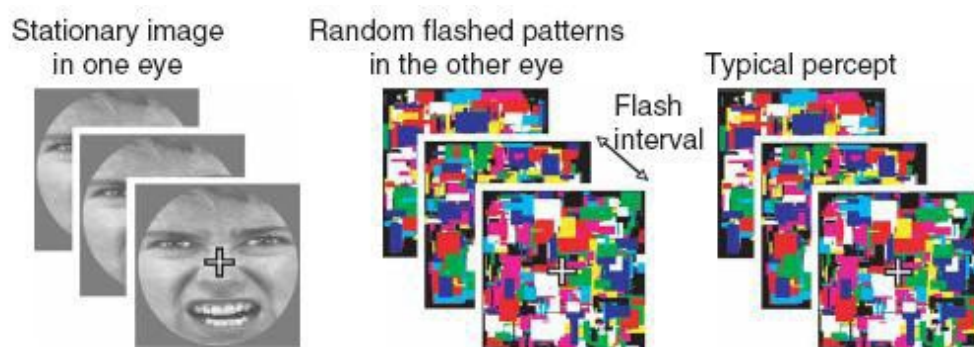 Stationary image
in one eye
Random flashed patterns
in the other eye
Flash
interval
Typical percept